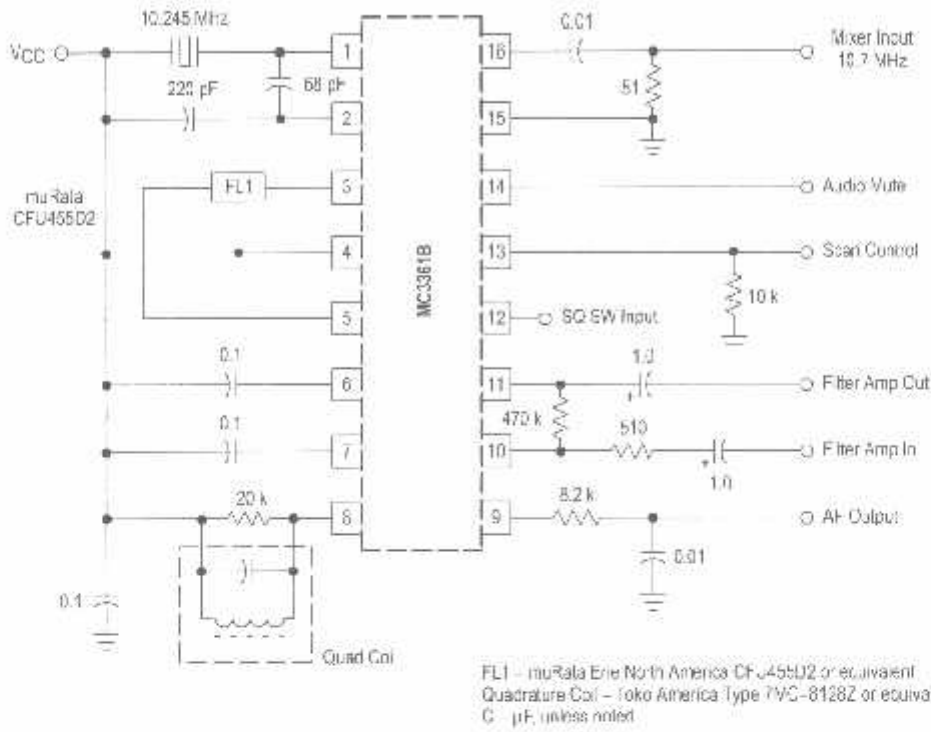 10.245 MHz
VCC
220 pF
68 pF
muRata
CFU455D2
FL1
0.1
0.1
20 k
0.1
Quad Coil
1
2
3
4
5
6
7
8
MC3361B
16
15
14
13
12
11
10
9
0.01
Mixer Input
10.7 MHz
51
Audio Mute
Scan Control
10 k
SQ SW Input
1.0
Filter Amp Out
470 k
510
Filter Amp In
1.0
8.2 k
AF Output
0.01
FL1 – muRata Erie North America CFU455D2 or equivalent
Quadrature Coil – Toko America Type 7MC–8128Z or equiva
C – µF, unless noted